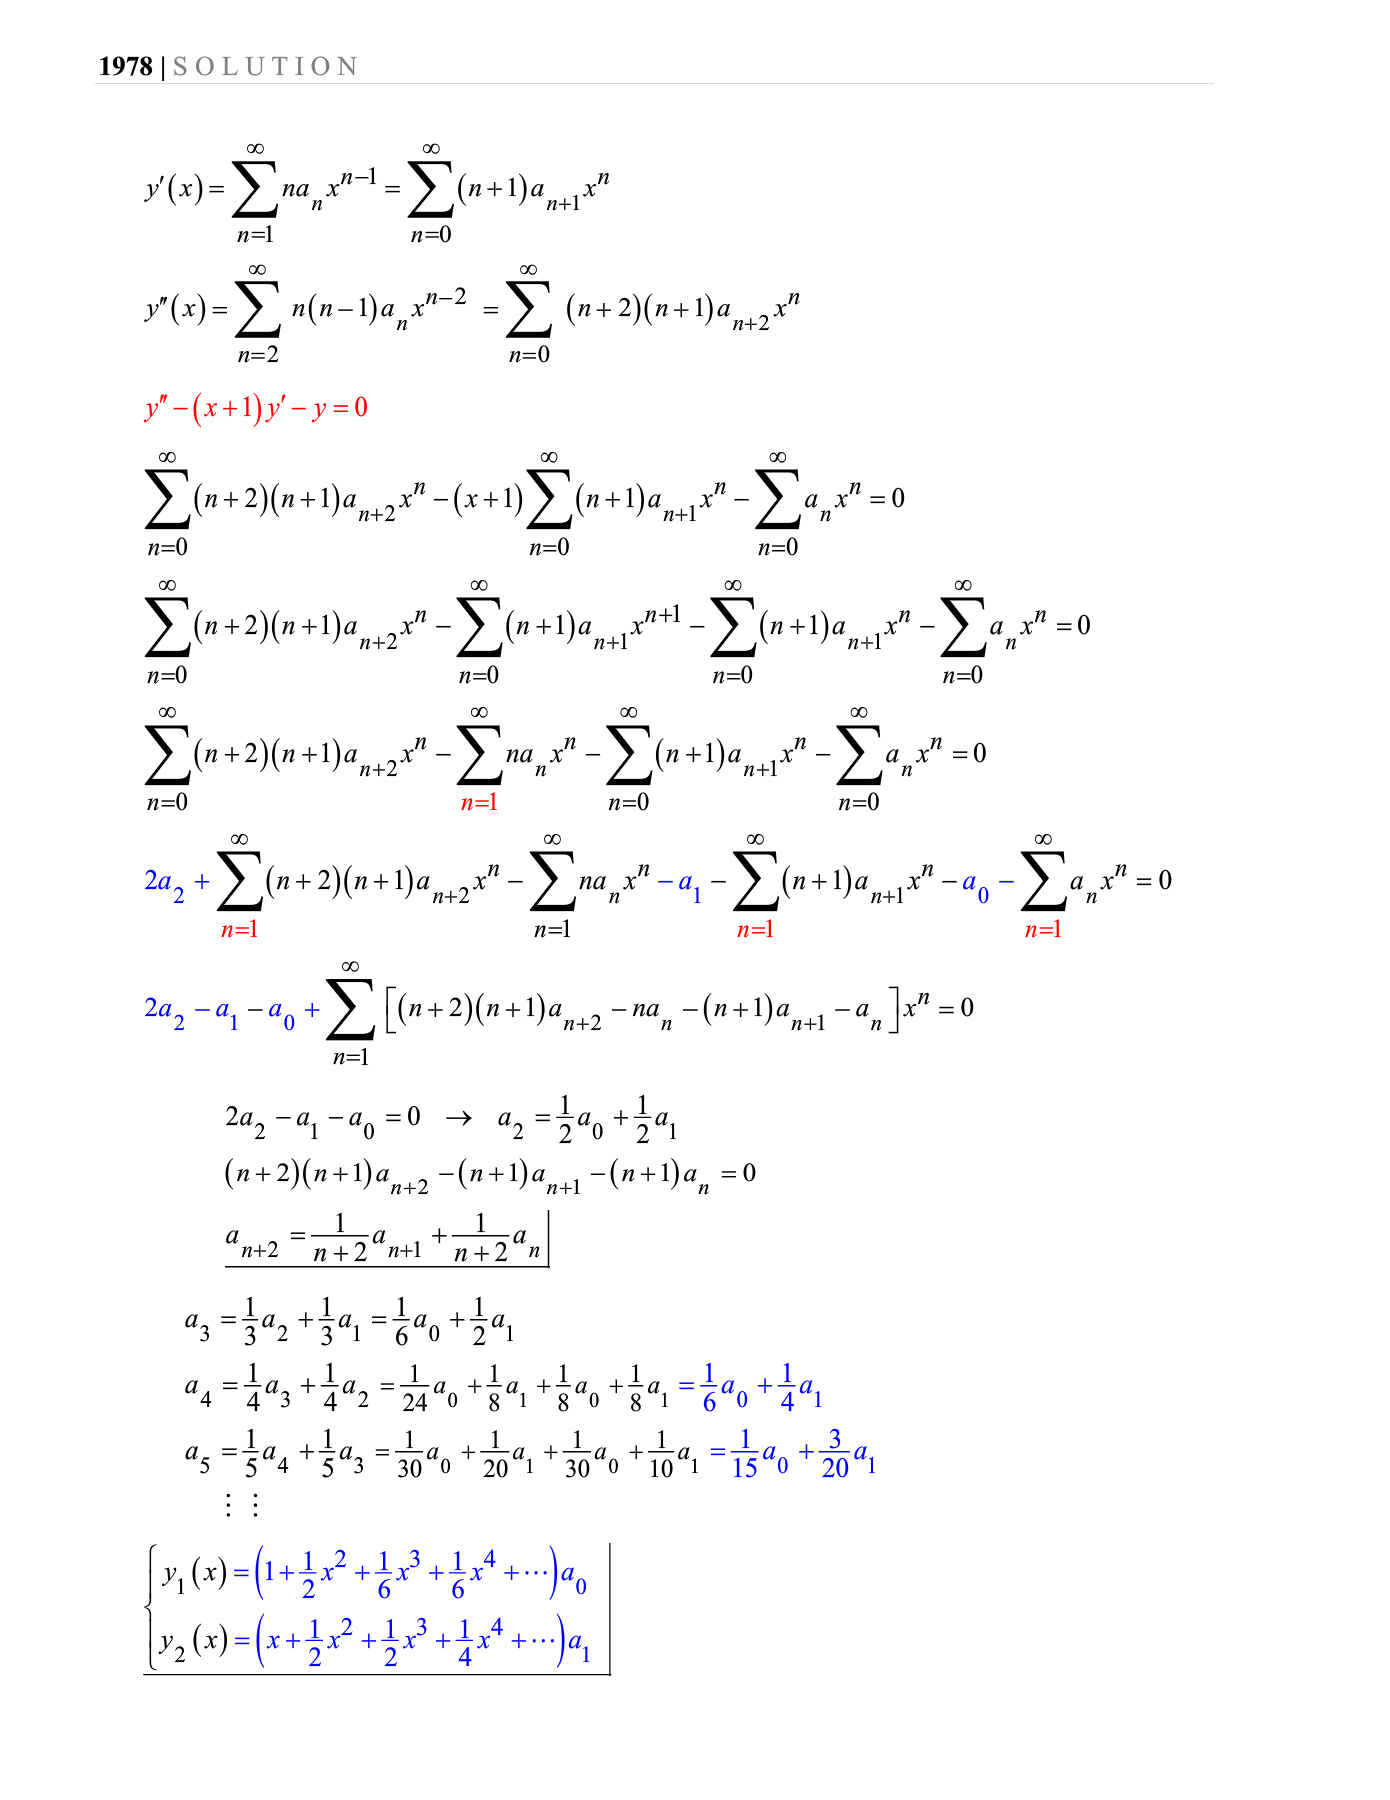 1978 | SOLUTION
y′(x) = ∑_{n=1}^{∞} na_n x^{n−1} = ∑_{n=0}^{∞} (n+1)a_{n+1} x^n
y″(x) = ∑_{n=2}^{∞} n(n−1)a_n x^{n−2} = ∑_{n=0}^{∞} (n+2)(n+1)a_{n+2} x^n
y″ − (x+1)y′ − y = 0
∑_{n=0}^{∞} (n+2)(n+1)a_{n+2} x^n − (x+1) ∑_{n=0}^{∞} (n+1)a_{n+1} x^n − ∑_{n=0}^{∞} a_n x^n = 0
∑_{n=0}^{∞} (n+2)(n+1)a_{n+2} x^n − ∑_{n=0}^{∞} (n+1)a_{n+1} x^{n+1} − ∑_{n=0}^{∞} (n+1)a_{n+1} x^n − ∑_{n=0}^{∞} a_n x^n = 0
∑_{n=0}^{∞} (n+2)(n+1)a_{n+2} x^n − ∑_{n=1}^{∞} na_n x^n − ∑_{n=0}^{∞} (n+1)a_{n+1} x^n − ∑_{n=0}^{∞} a_n x^n = 0
2a_2 + ∑_{n=1}^{∞} (n+2)(n+1)a_{n+2} x^n − ∑_{n=1}^{∞} na_n x^n − a_1 − ∑_{n=1}^{∞} (n+1)a_{n+1} x^n − a_0 − ∑_{n=1}^{∞} a_n x^n = 0
2a_2 − a_1 − a_0 + ∑_{n=1}^{∞} [(n+2)(n+1)a_{n+2} − na_n − (n+1)a_{n+1} − a_n] x^n = 0
2a_2 − a_1 − a_0 = 0 → a_2 = 1/2 a_0 + 1/2 a_1
(n+2)(n+1)a_{n+2} − (n+1)a_{n+1} − (n+1)a_n = 0
a_{n+2} = 1/(n+2) a_{n+1} + 1/(n+2) a_n
a_3 = 1/3 a_2 + 1/3 a_1 = 1/6 a_0 + 1/2 a_1
a_4 = 1/4 a_3 + 1/4 a_2 = 1/24 a_0 + 1/8 a_1 + 1/8 a_0 + 1/8 a_1 = 1/6 a_0 + 1/4 a_1
a_5 = 1/5 a_4 + 1/5 a_3 = 1/30 a_0 + 1/20 a_1 + 1/30 a_0 + 1/10 a_1 = 1/15 a_0 + 3/20 a_1
⋮ ⋮
y_1(x) = (1 + 1/2 x^2 + 1/6 x^3 + 1/6 x^4 + ⋯) a_0
y_2(x) = (x + 1/2 x^2 + 1/2 x^3 + 1/4 x^4 + ⋯) a_1